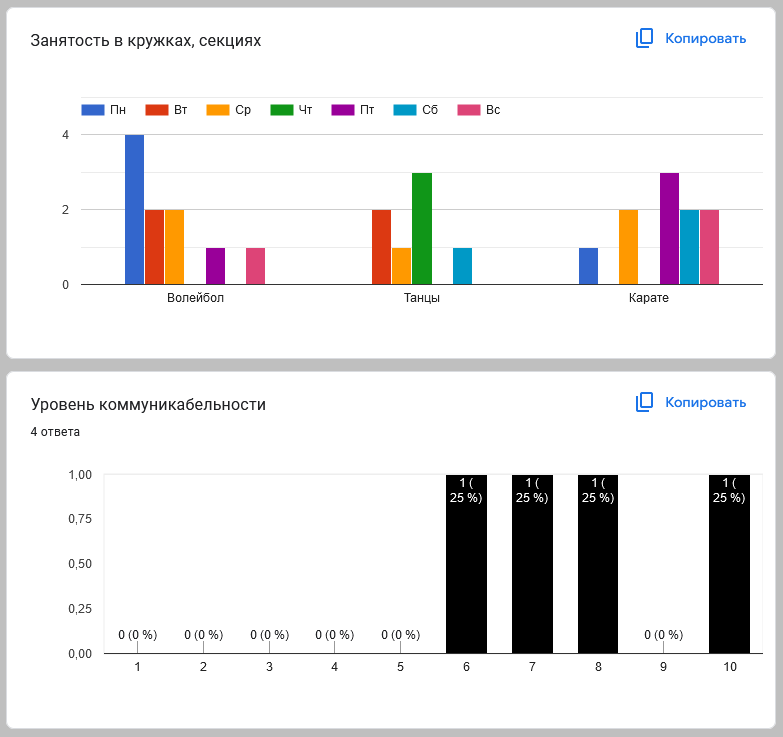 Занятость в кружках, секциях
Копировать
Пн Вт Ср Чт Пт Сб Вс
4
2
0
Волейбол Танцы Карате
Уровень коммуникабельности
Копировать
4 ответа
1,00
1 (
25 %)
1 (
25 %)
1 (
25 %)
1 (
25 %)
0,75
0,50
0,25
0 (0 %) 0 (0 %) 0 (0 %) 0 (0 %) 0 (0 %) 0 (0 %)
0,00
1 2 3 4 5 6 7 8 9 10